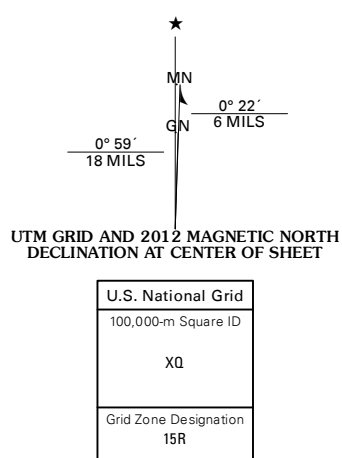 ★
MN
0° 22´
GN
6 MILS
0° 59´
18 MILS
UTM GRID AND 2012 MAGNETIC NORTH
DECLINATION AT CENTER OF SHEET
U.S. National Grid
100,000-m Square ID
XQ
Grid Zone Designation
15R